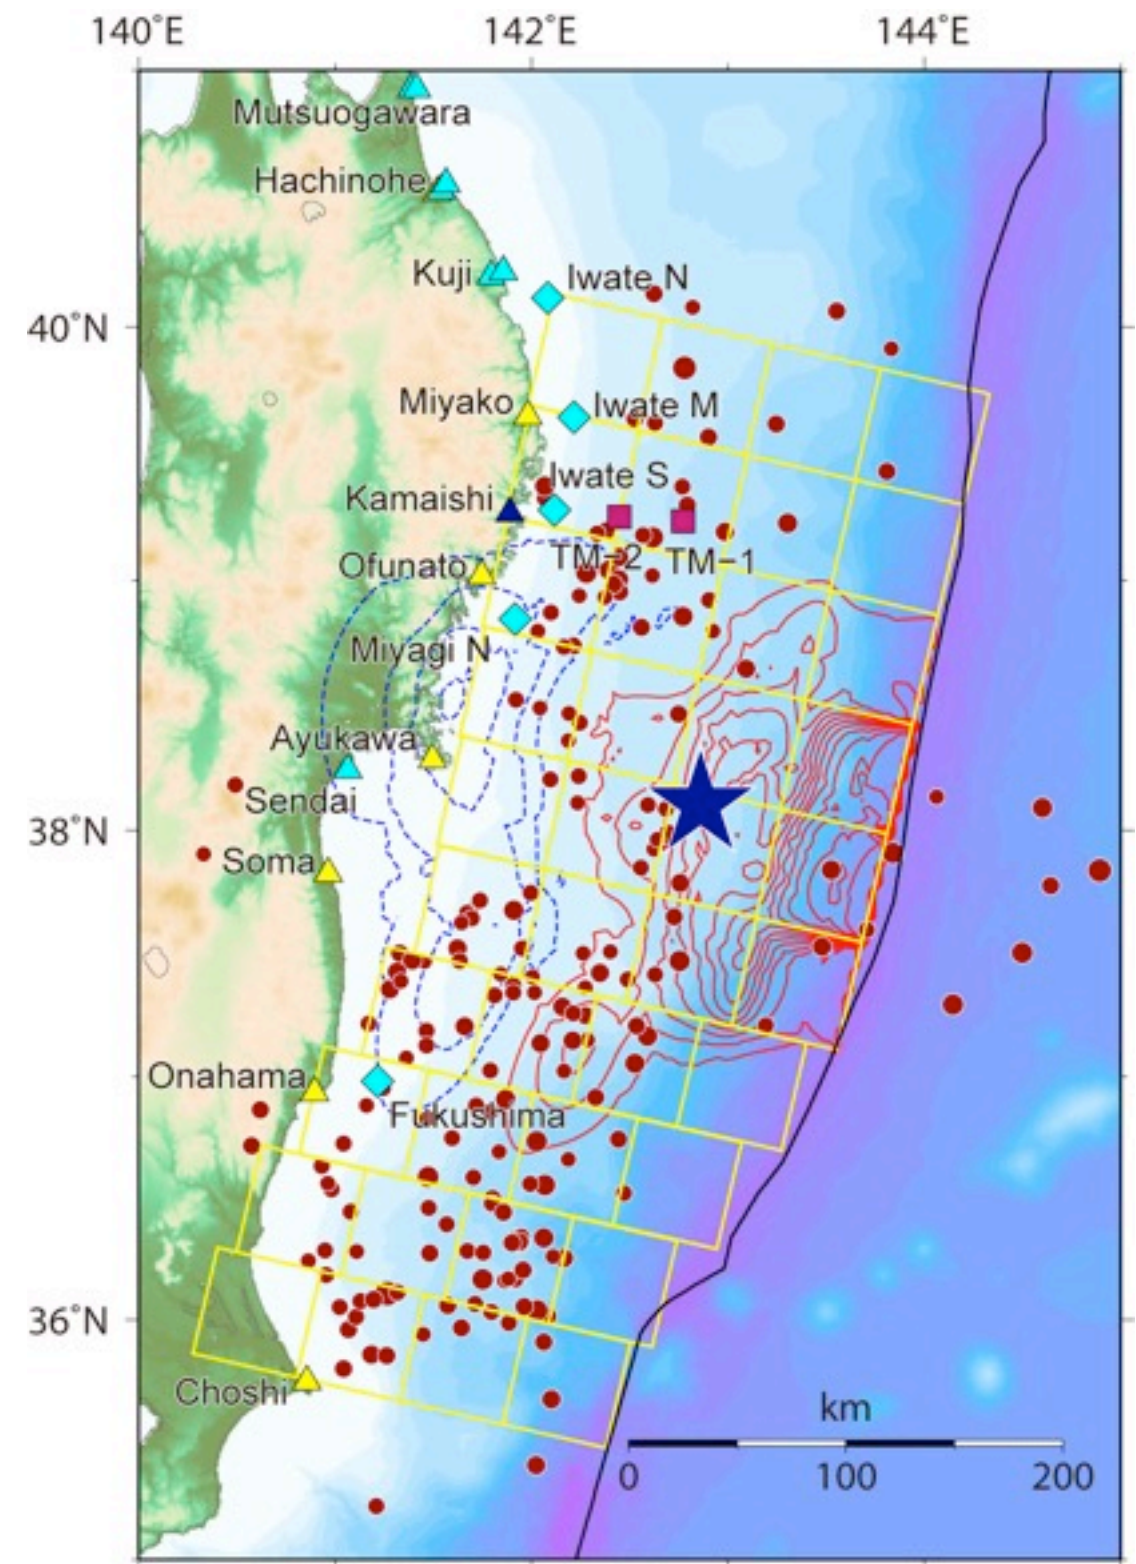 140˚E 142˚E 144˚E
Mutsuogawara
Hachinohe
Kuji
Iwate N
40˚N
Miyako
Iwate M
Iwate S
Kamaishi
TM−2 TM−1
Ofunato
Miyagi N
Ayukawa
Sendai
38˚N
Soma
Onahama
Fukushima
36˚N
Choshi
km
0 100 200